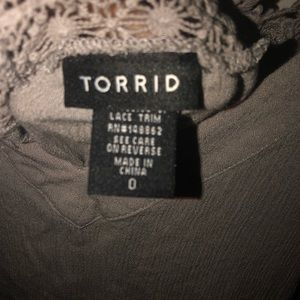 TORRID
LACE TRIM
RN#148862
SEE CARE
ON REVERSE
MADE IN
CHINA
0